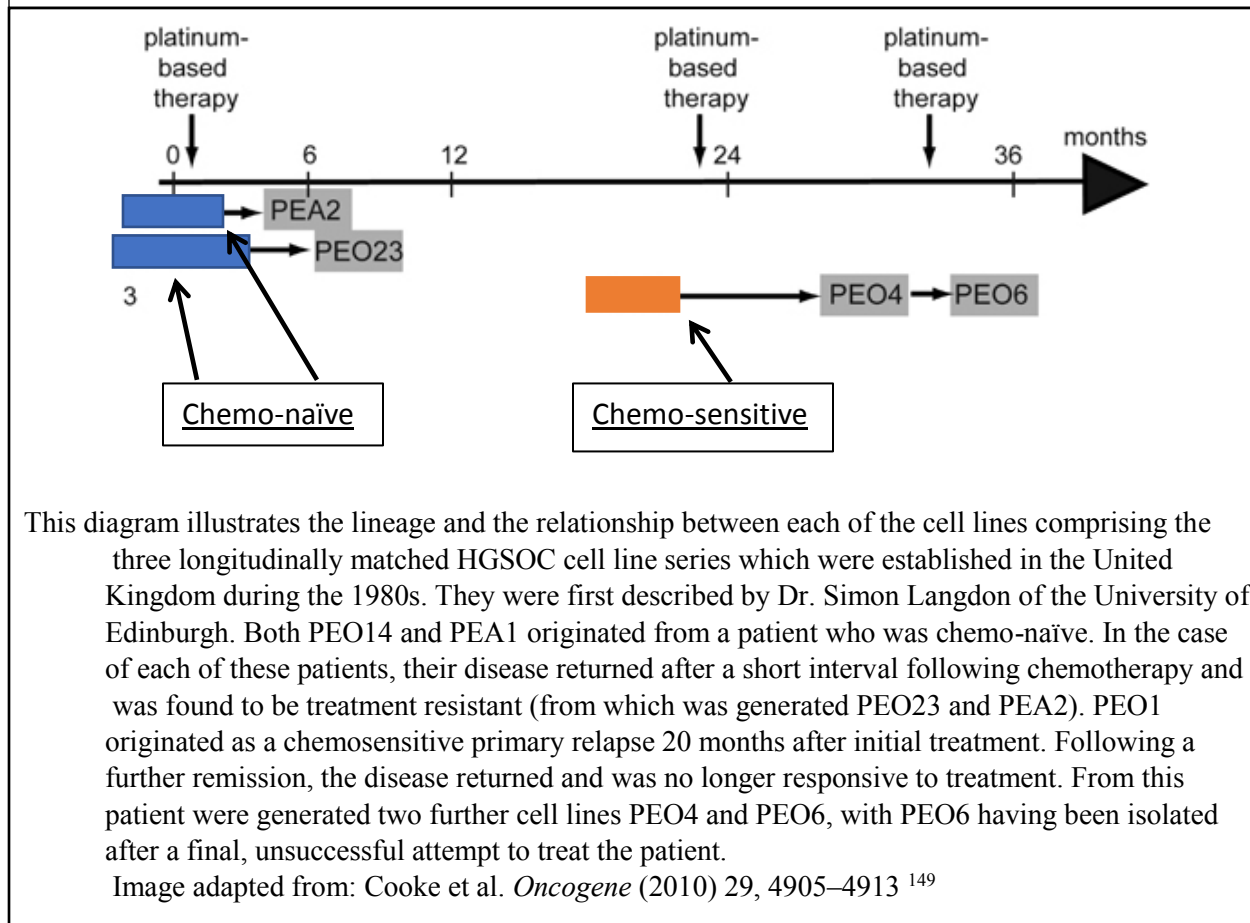 platinum-
based
therapy
platinum-
based
therapy
platinum-
based
therapy
0
6
12
24
36
months
PEA2
PEO23
3
PEO4
PEO6
Chemo-naïve
Chemo-sensitive
This diagram illustrates the lineage and the relationship between each of the cell lines comprising the
three longitudinally matched HGSOC cell line series which were established in the United
Kingdom during the 1980s. They were first described by Dr. Simon Langdon of the University of
Edinburgh. Both PEO14 and PEA1 originated from a patient who was chemo-naïve. In the case
of each of these patients, their disease returned after a short interval following chemotherapy and
was found to be treatment resistant (from which was generated PEO23 and PEA2). PEO1
originated as a chemosensitive primary relapse 20 months after initial treatment. Following a
further remission, the disease returned and was no longer responsive to treatment. From this
patient were generated two further cell lines PEO4 and PEO6, with PEO6 having been isolated
after a final, unsuccessful attempt to treat the patient.
Image adapted from: Cooke et al. Oncogene (2010) 29, 4905–4913 149